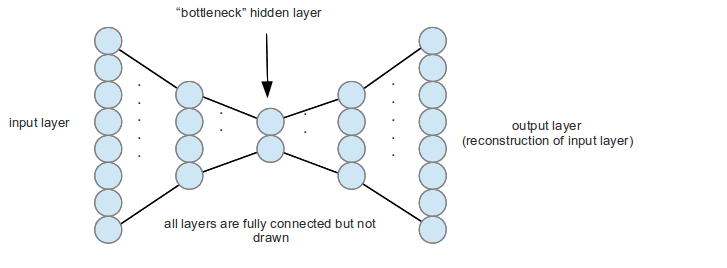 “bottleneck” hidden layer
input layer
output layer
(reconstruction of input layer)
all layers are fully connected but not
drawn